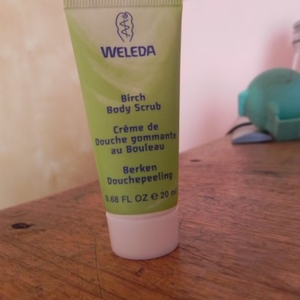 WELEDA
Birch
Body Scrub
Crème de
Douche gommante
au Bouleau
Berken
Douchepeeling
0.68 FL OZ e 20 ml